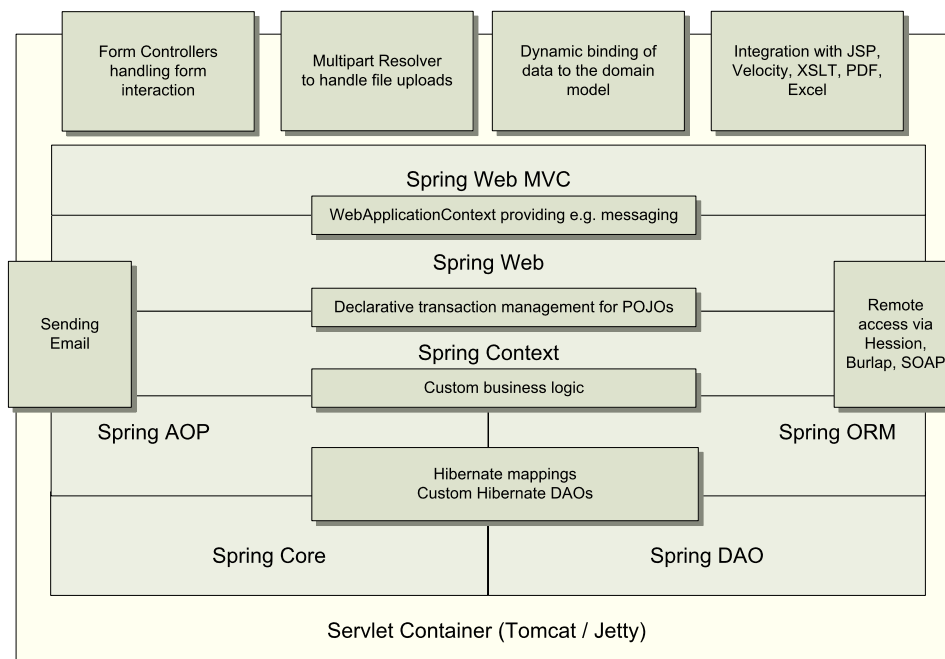 Form Controllers
handling form
interaction
Multipart Resolver
to handle file uploads
Dynamic binding of
data to the domain
model
Integration with JSP,
Velocity, XSLT, PDF,
Excel
Spring Web MVC
WebApplicationContext providing e.g. messaging
Spring Web
Sending
Email
Declarative transaction management for POJOs
Remote
access via
Hession,
Burlap, SOAP
Spring Context
Custom business logic
Spring AOP
Spring ORM
Hibernate mappings
Custom Hibernate DAOs
Spring Core
Spring DAO
Servlet Container (Tomcat / Jetty)